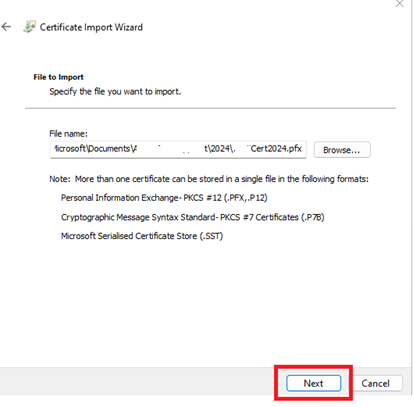 Certificate Import Wizard
File to Import
Specify the file you want to import.
File name:
Microsoft\Documents\ t\2024\. Cert2024.pfx
Browse...
Note: More than one certificate can be stored in a single file in the following formats:
Personal Information Exchange- PKCS #12 (.PFX,.P12)
Cryptographic Message Syntax Standard- PKCS #7 Certificates (.P7B)
Microsoft Serialised Certificate Store (.SST)
Next
Cancel